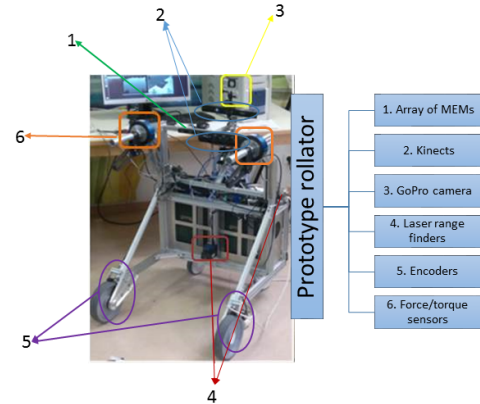 3
2
1
6
5
4
Prototype rollator
1. Array of MEMs
2. Kinects
3. GoPro camera
4. Laser range
finders
5. Encoders
6. Force/torque
sensors